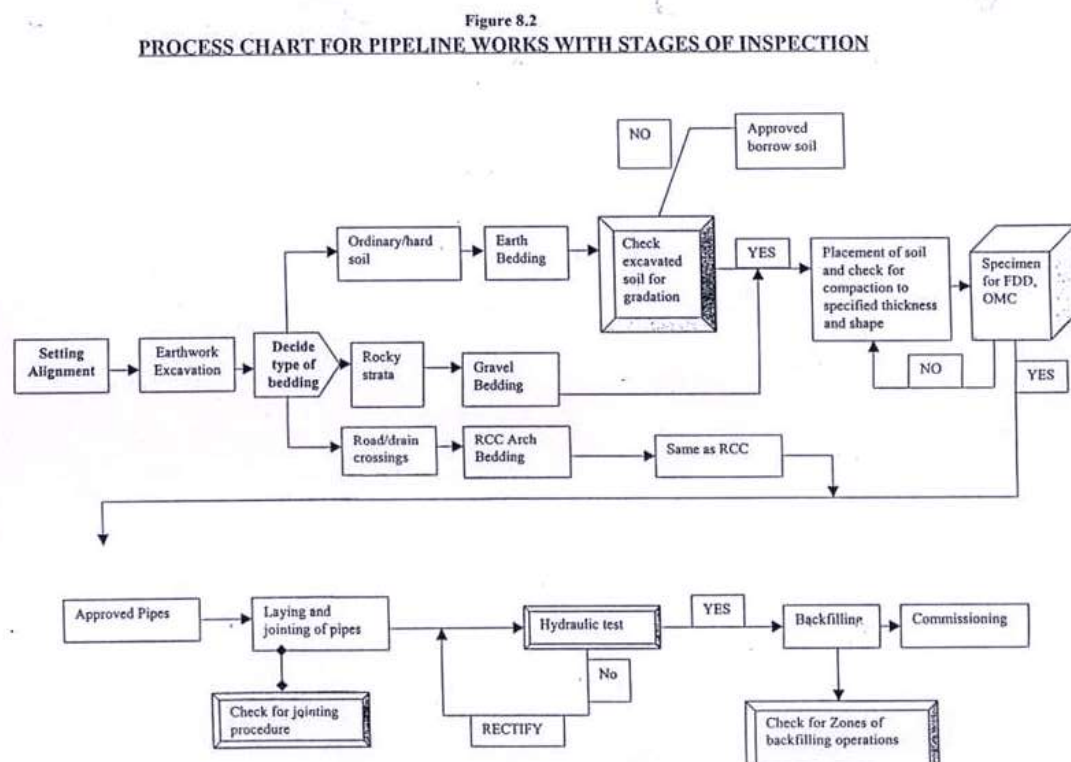 Figure 8.2
PROCESS CHART FOR PIPELINE WORKS WITH STAGES OF INSPECTION
NO
Approved
borrow soil
Ordinary/hard
soil
Earth
Bedding
Check
excavated
soil for
gradation
YES
Placement of soil
and check for
compaction to
specified thickness
and shape
Specimen
for FDD,
OMC
Setting
Alignment
Earthwork
Excavation
Decide
type of
bedding
Rocky
strata
Gravel
Bedding
NO
YES
Road/drain
crossings
RCC Arch
Bedding
Same as RCC
Approved Pipes
Laying and
jointing of pipes
Hydraulic test
YES
Backfilling
Commissioning
No
Check for jointing
procedure
RECTIFY
Check for Zones of
backfilling operations